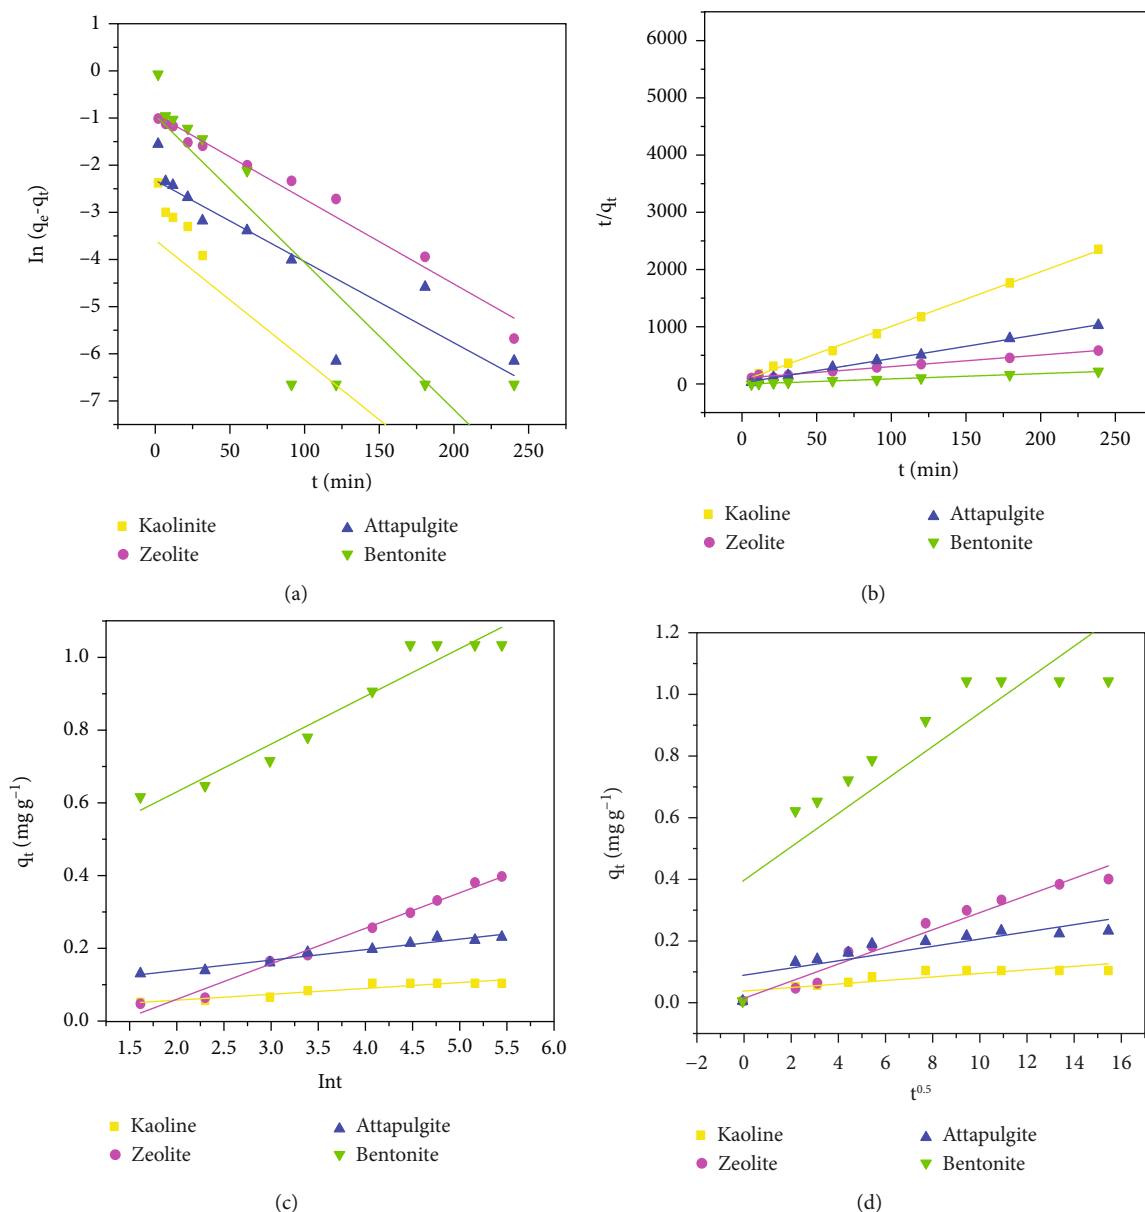 ln (qe-qt)
1
0
−1
−2
−3
−4
−5
−6
−7
0 50 100 150 200 250
t (min)
Kaolinite Attapulgite
Zeolite Bentonite
(a)
t/qt
6000
5000
3000
2000
1000
0
0 50 100 150 200 250
t (min)
Kaoline Attapulgite
Zeolite Bentonite
(b)
qt (mg g−1)
1.0
0.8
0.6
0.4
0.2
0.0
1.5 2.0 2.5 3.0 3.5 4.0 4.5 5.0 5.5 6.0
Int
Kaoline Attapulgite
Zeolite Bentonite
(c)
qt (mg g−1)
1.2
1.0
0.8
0.6
0.4
0.2
0.0
−2 0 2 4 6 8 10 12 14 16
t0.5
Kaoline Attapulgite
Zeolite Bentonite
(d)